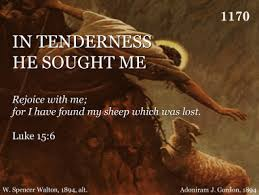 1170
IN TENDERNESS
HE SOUGHT ME
Rejoice with me;
for I have found my sheep which was lost.
Luke 15:6
W. Spencer Walton, 1894, alt.
Adoniram J. Gordon, 1894